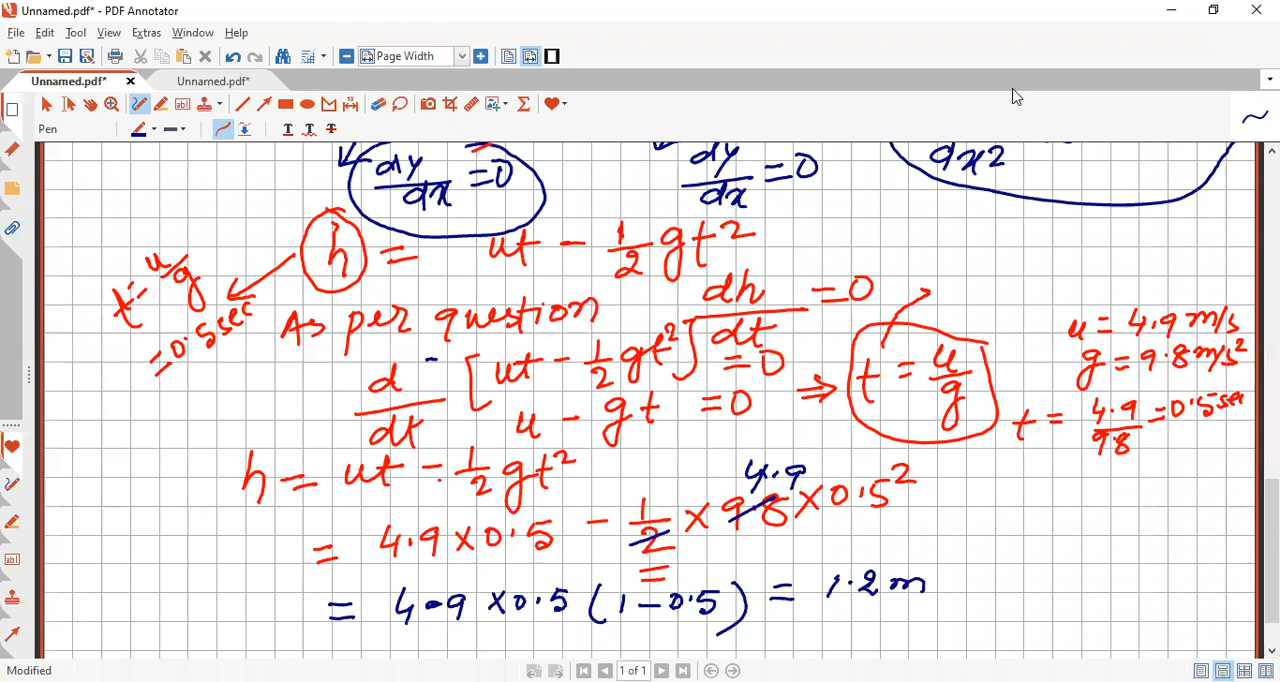 Unnamed.pdf* - PDF Annotator
File Edit Tool View Extras Window Help
Page Width
Unnamed.pdf* Unnamed.pdf*
Pen
dy/dx =0 dy/dx =0 dx2
h = ut - 1/2 gt2
t = u/g
= 0.5sec
As per question dh/dt =0
d/dt [ut - 1/2 gt2] =0
u - gt =0 ⇒ t = u/g
u = 4.9 m/s
g = 9.8 m/s2
t = 4.9/9.8 =0.5sec
h = ut - 1/2 gt2
= 4.9×0.5 - 1/2 × 9.8 ×0.5 2
4.9
= 4.9 ×0.5 (1-0.5) = 1.2 m
Modified 1 of 1